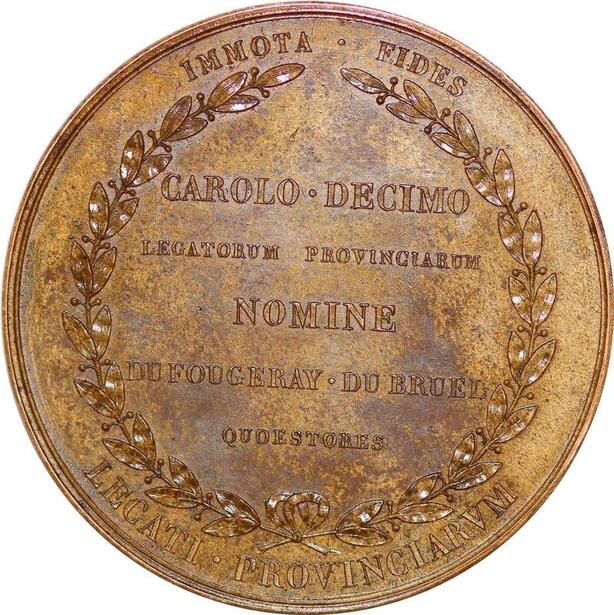 IMMOTA · FIDES
CAROLO · DECIMO
LEGATORUM PROVINCIARUM
NOMINE
DU FOUGERAY · DU BRUEL
QUOESTORES
LEGATI · PROVINCIARVM